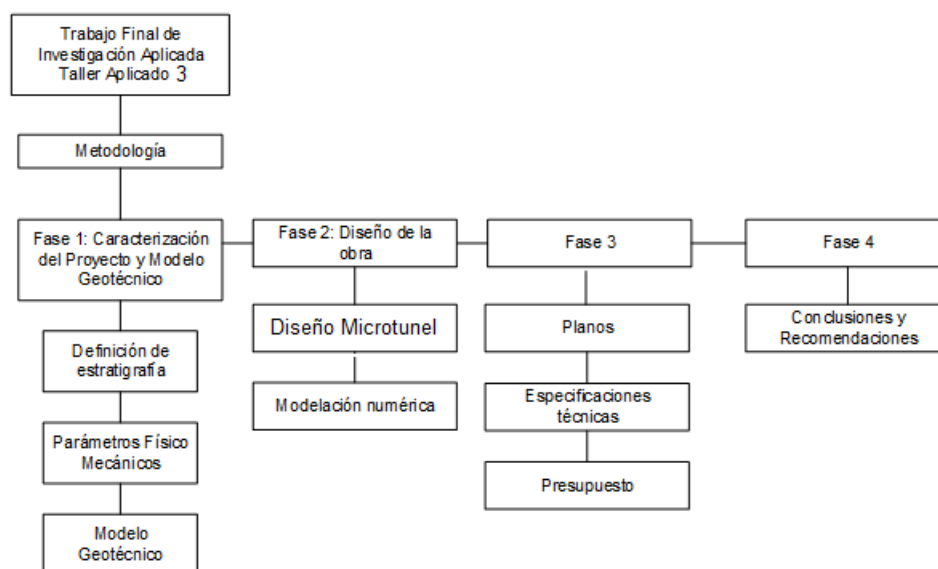 Trabajo Final de
Investigación Aplicada
Taller Aplicado 3
Metodología
Fase 1: Caracterización
del Proyecto y Modelo
Geotécnico
Definición de
estratigrafía
Parámetros Físico
Mecánicos
Modelo
Geotécnico
Fase 2: Diseño de la
obra
Diseño Microtunel
Modelación numérica
Fase 3
Planos
Especificaciones
técnicas
Presupuesto
Fase 4
Conclusiones y
Recomendaciones